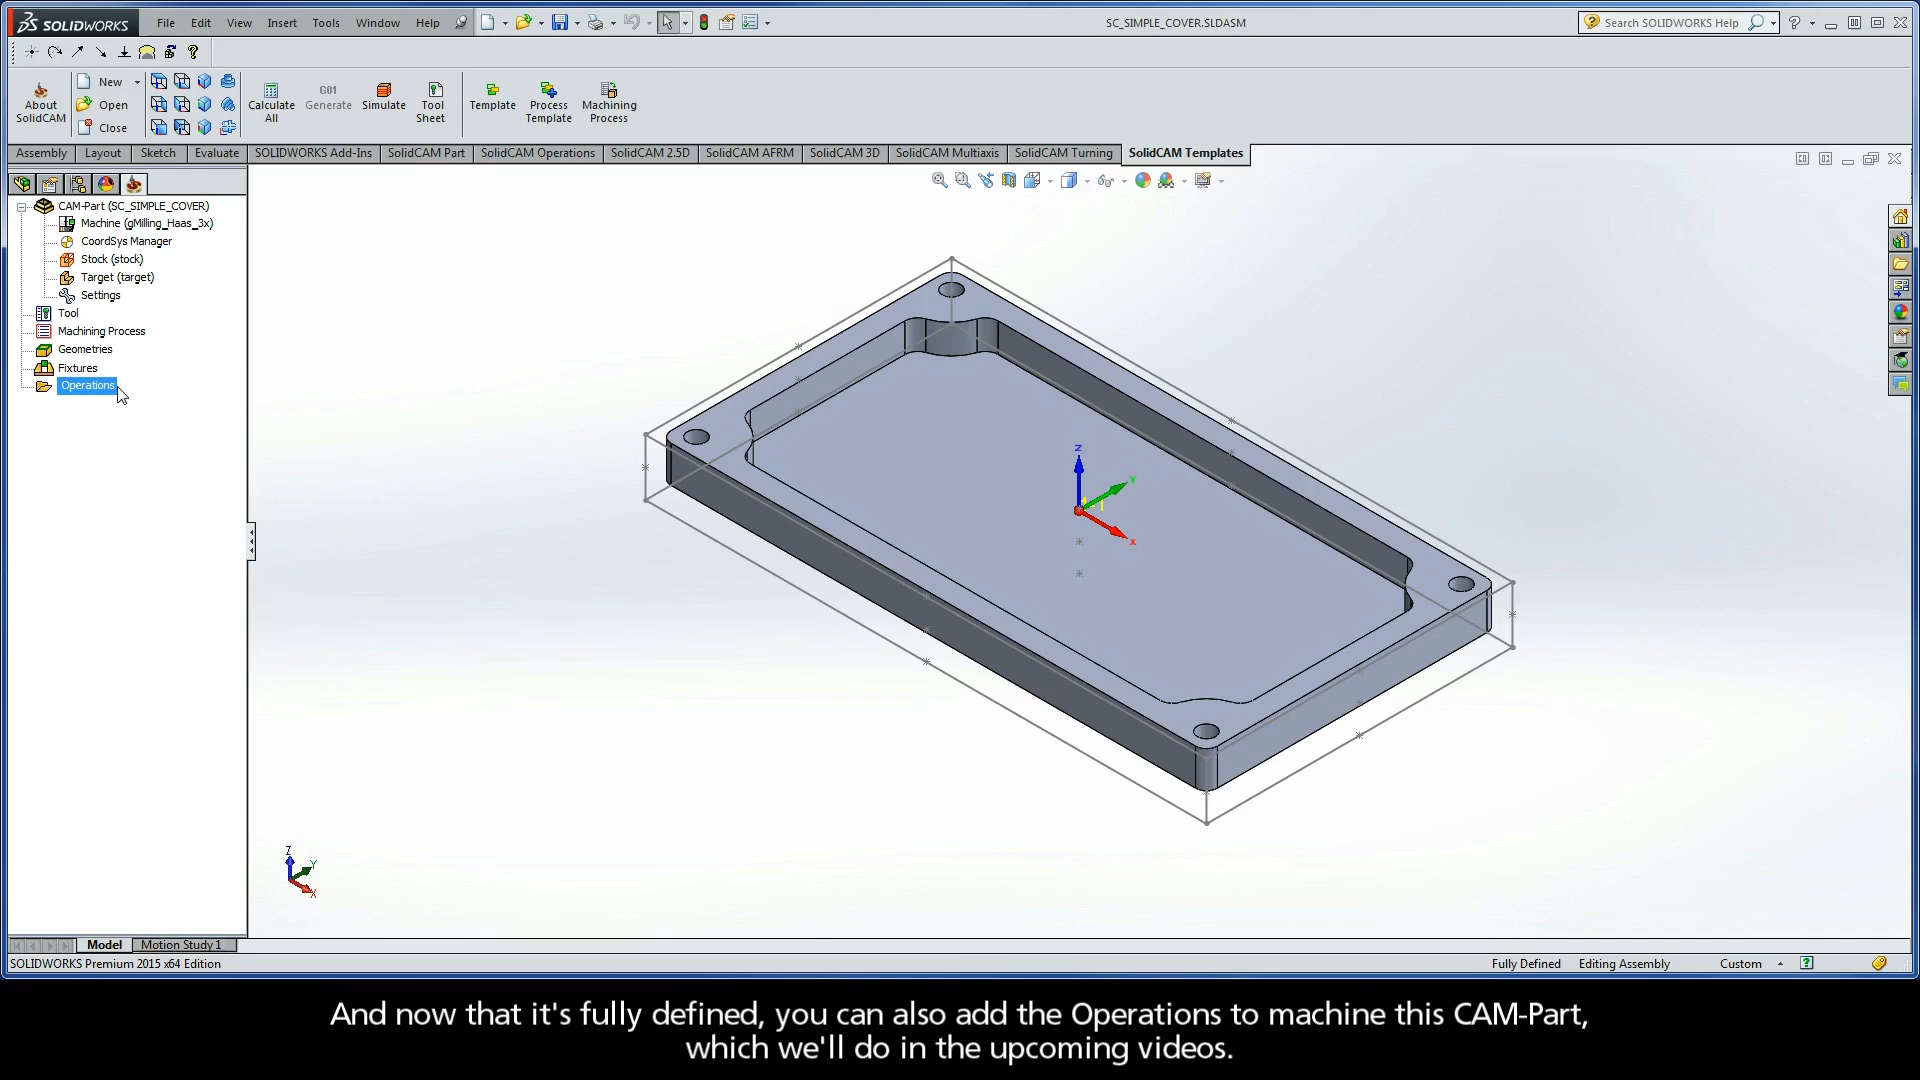 SOLIDWORKS File Edit View Insert Tools Window Help SC_SIMPLE_COVER.SLDASM Search SOLIDWORKS Help
About SolidCAM
New
Open
Close
Calculate All
G01 Generate
Simulate
Tool Sheet
Template
Process Template
Machining Process
Assembly Layout Sketch Evaluate SOLIDWORKS Add-Ins SolidCAM Part SolidCAM Operations SolidCAM 2.5D SolidCAM AFRM SolidCAM 3D SolidCAM Multiaxis SolidCAM Turning SolidCAM Templates
CAM-Part (SC_SIMPLE_COVER)
Machine (gMilling_Haas_3x)
CoordSys Manager
Stock (stock)
Target (target)
Settings
Tool
Machining Process
Geometries
Fixtures
Operations
Z
Y
X
Z
Y
X
Model Motion Study 1
SOLIDWORKS Premium 2015 x64 Edition Fully Defined Editing Assembly Custom
And now that it's fully defined, you can also add the Operations to machine this CAM-Part,
which we'll do in the upcoming videos.